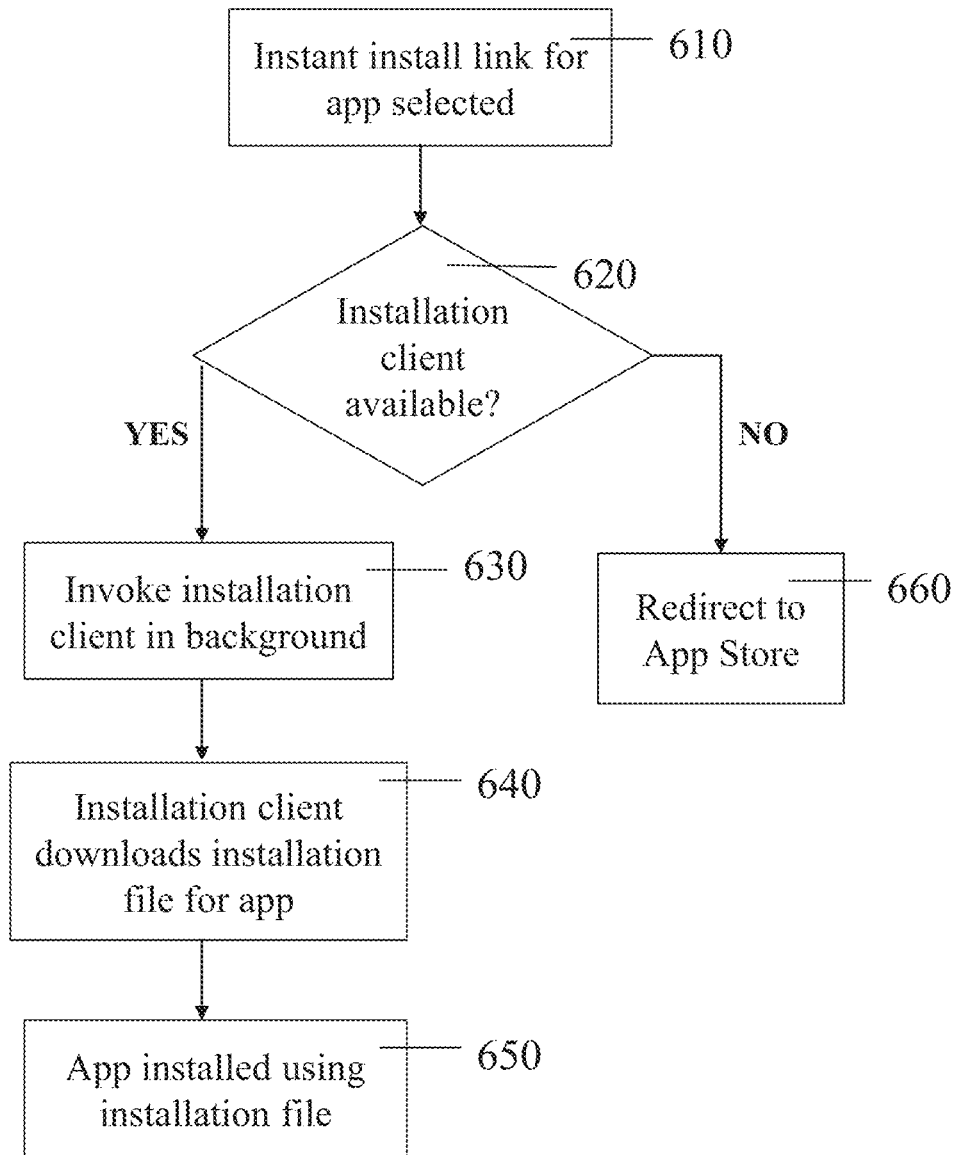 Instant install link for
app selected
610
620
Installation
client
available?
YES
NO
Invoke installation
client in background
630
Redirect to
App Store
660
Installation client
downloads installation
file for app
640
App installed using
installation file
650